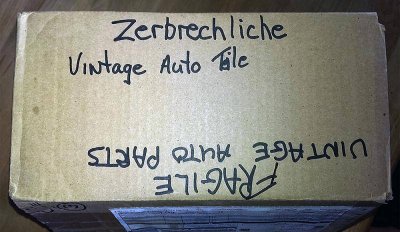 Zerbrechliche
Vintage Auto Teile
FRAGILE
VINTAGE AUTO PARTS